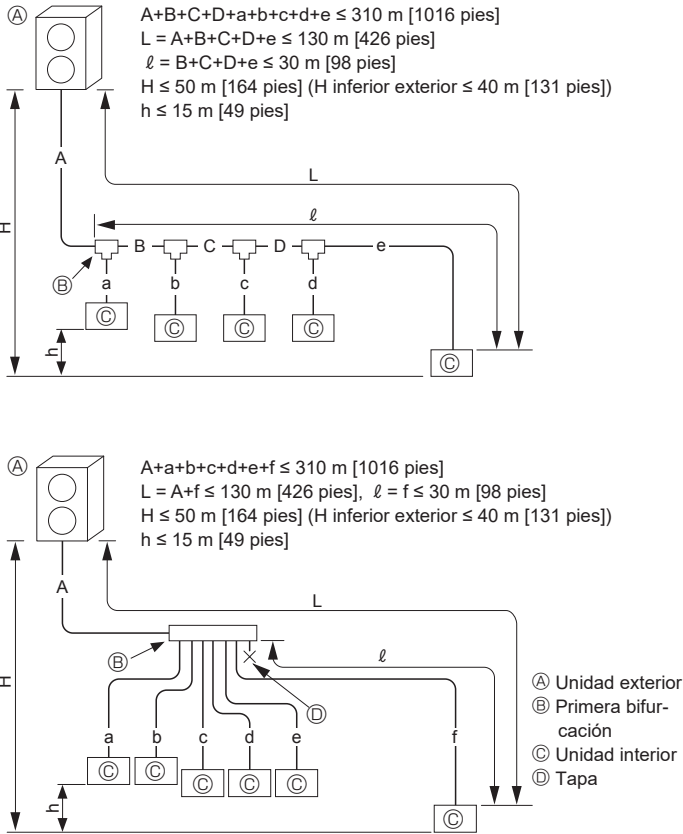 Ⓐ
A+B+C+D+a+b+c+d+e ≤ 310 m [1016 pies]
L = A+B+C+D+e ≤ 130 m [426 pies]
ℓ = B+C+D+e ≤ 30 m [98 pies]
H ≤ 50 m [164 pies] (H inferior exterior ≤ 40 m [131 pies])
h ≤ 15 m [49 pies]
A
L
H
ℓ
B C D e
Ⓑ a b c d
Ⓒ Ⓒ Ⓒ Ⓒ
h
Ⓒ
Ⓐ
A+a+b+c+d+e+f ≤ 310 m [1016 pies]
L = A+f ≤ 130 m [426 pies], ℓ = f ≤ 30 m [98 pies]
H ≤ 50 m [164 pies] (H inferior exterior ≤ 40 m [131 pies])
h ≤ 15 m [49 pies]
A
L
Ⓑ
ℓ
H
Ⓓ
a b c d e f
Ⓒ Ⓒ Ⓒ Ⓒ Ⓒ
h
Ⓒ
Ⓐ Unidad exterior
Ⓑ Primera bifur-
cación
Ⓒ Unidad interior
Ⓓ Tapa